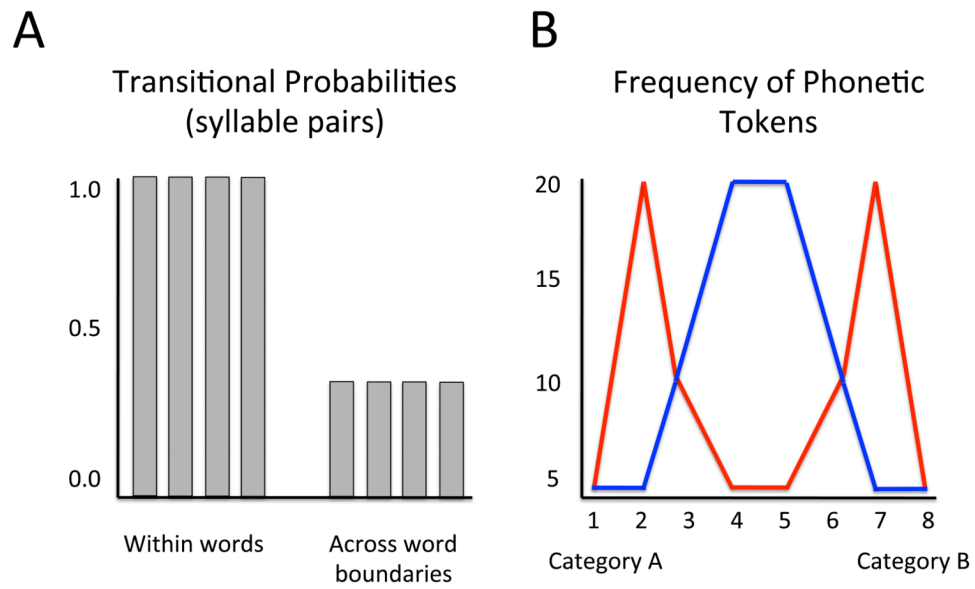 A
Transitional Probabilities
(syllable pairs)
1.0
0.5
0.0
Within words
Across word
boundaries
B
Frequency of Phonetic
Tokens
20
15
10
5
1 2 3 4 5 6 7 8
Category A
Category B